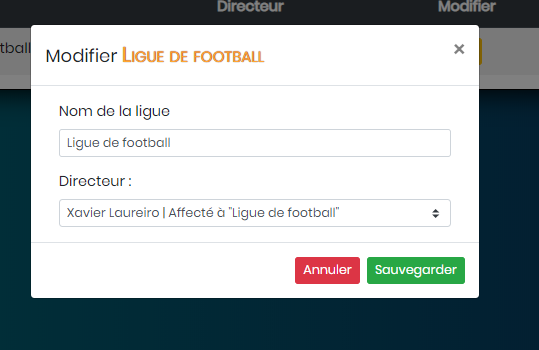 Directeur Modifier
tball
Modifier LIGUE DE FOOTBALL ×
Nom de la ligue
Ligue de football
Directeur :
Xavier Laureiro | Affecté à "Ligue de football"
Annuler Sauvegarder